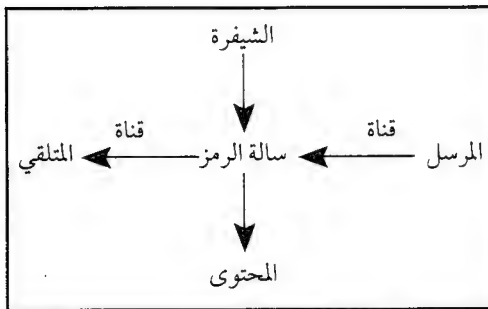 الشيفرة
قناة قناة
المرسل سالة الرمز المتلقي
المحتوى